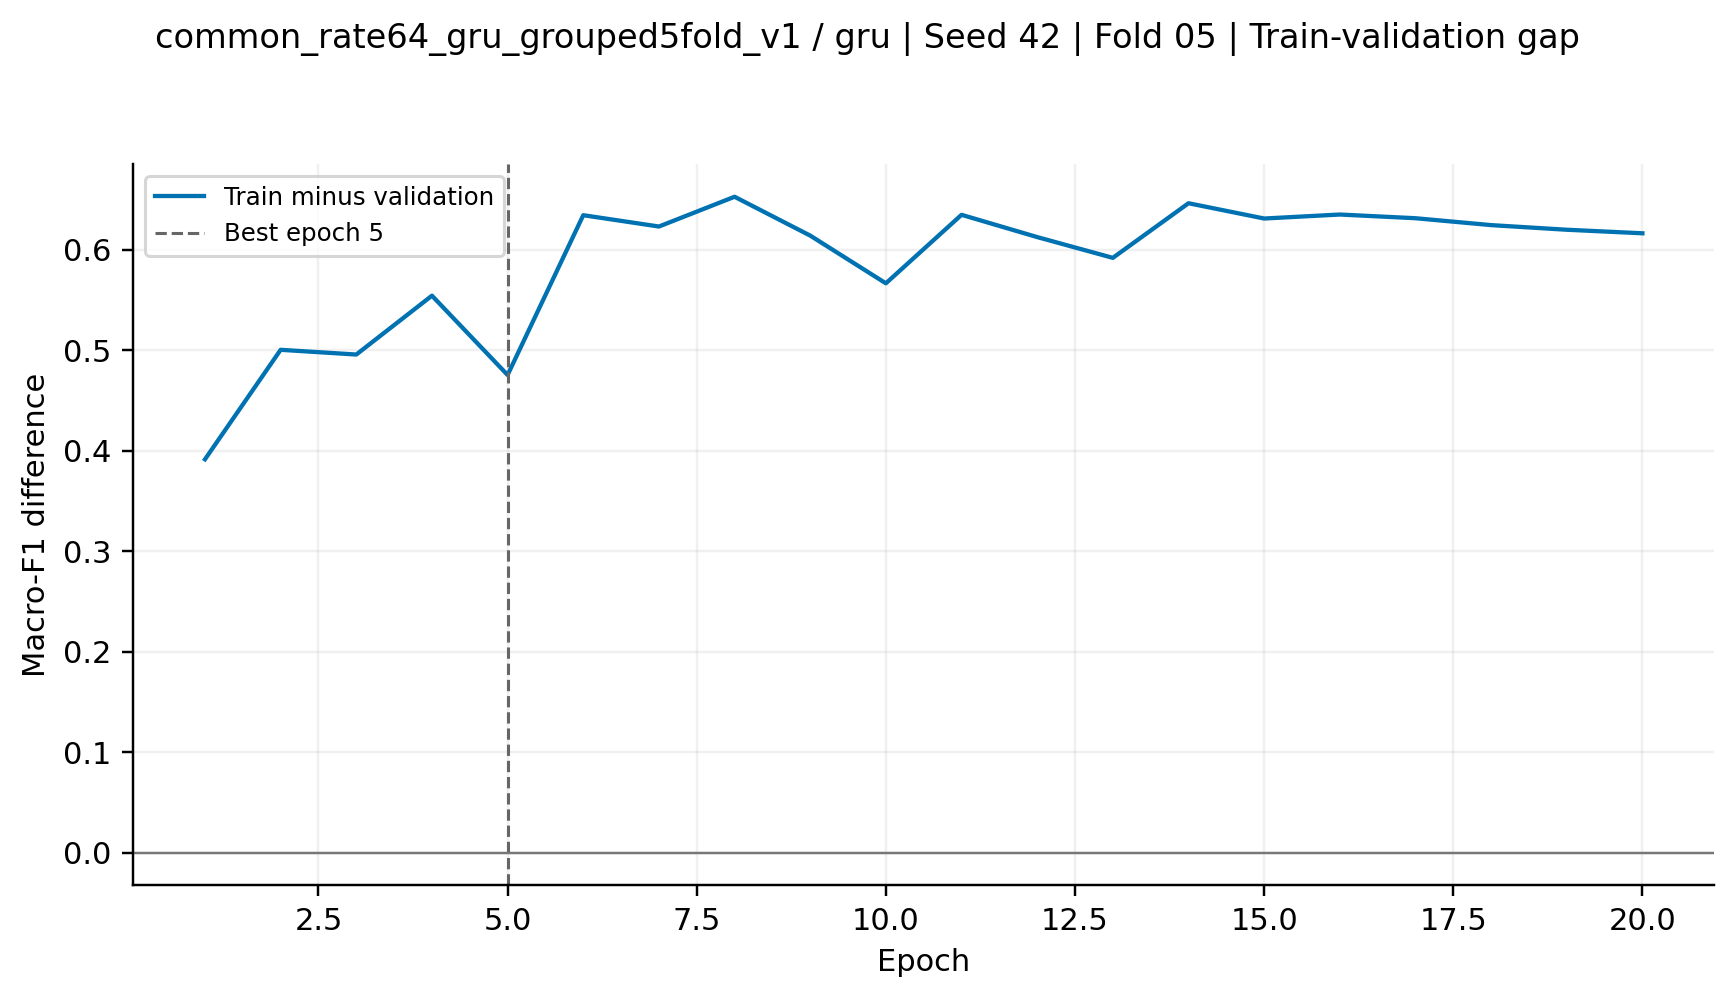 common_rate64_gru_grouped5fold_v1 / gru | Seed 42 | Fold 05 | Train-validation gap
Train minus validation
Best epoch 5
Macro-F1 difference
0.6
0.5
0.4
0.3
0.2
0.1
0.0
2.5 5.0 7.5 10.0 12.5 15.0 17.5 20.0
Epoch